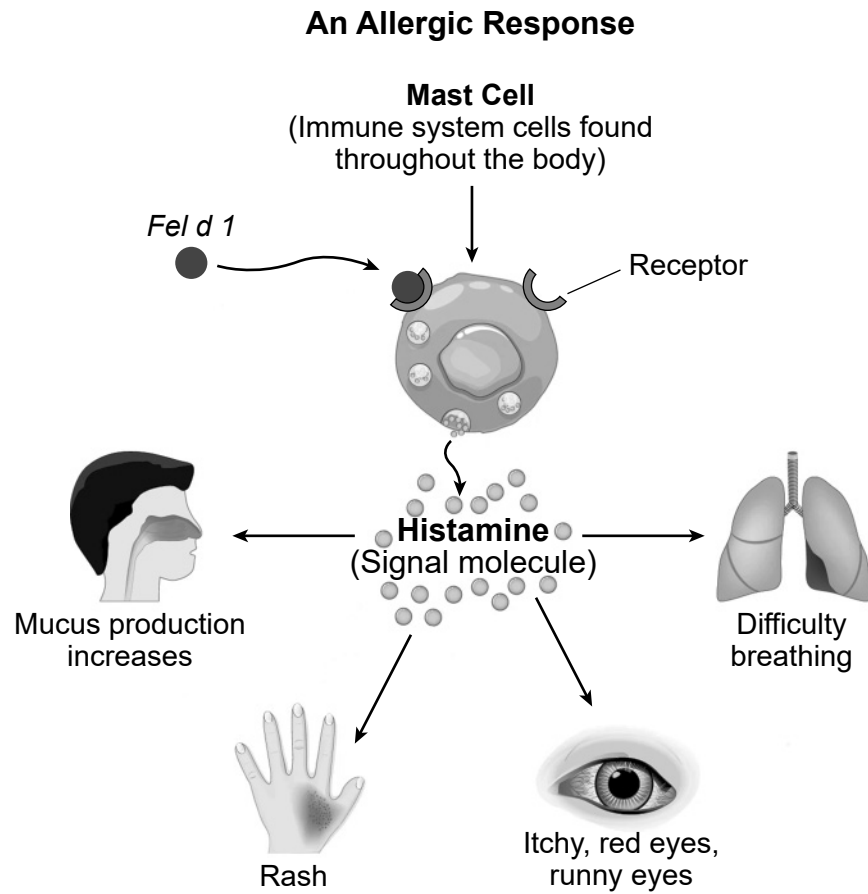 An Allergic Response
Mast Cell
(Immune system cells found
throughout the body)
Fel d 1
Receptor
Histamine
(Signal molecule)
Mucus production
increases
Difficulty
breathing
Rash
Itchy, red eyes,
runny eyes